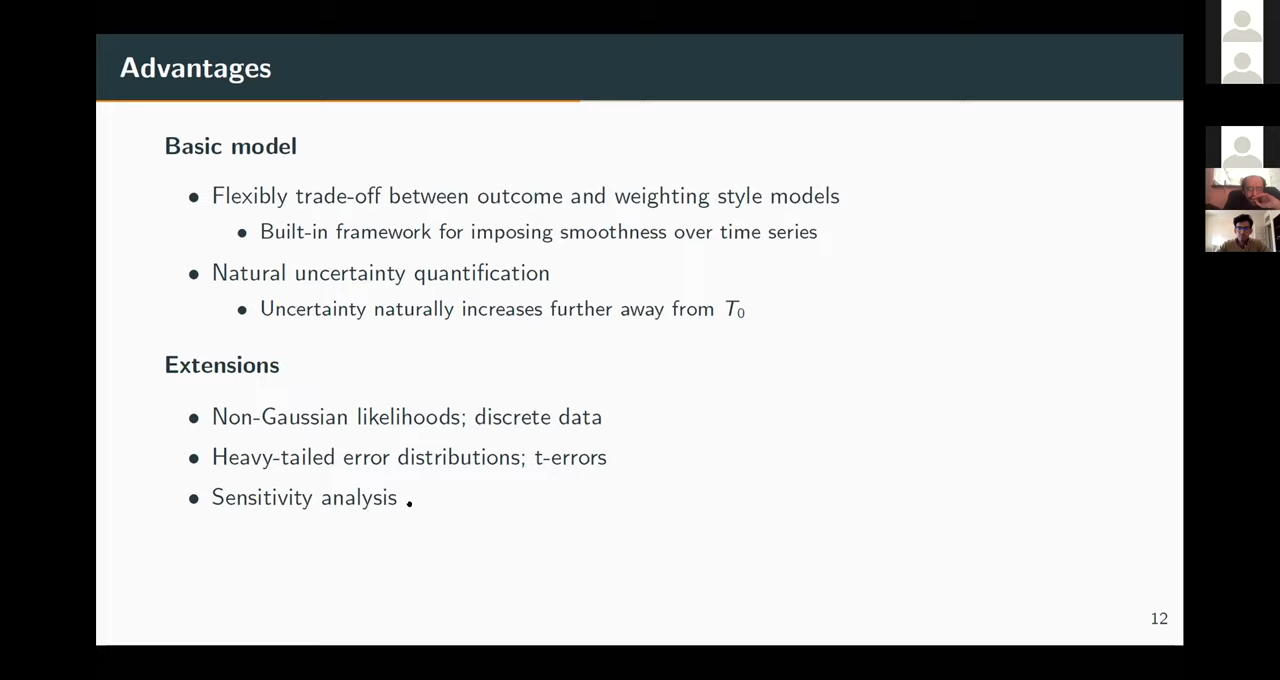 Advantages
Basic model
• Flexibly trade-off between outcome and weighting style models
• Built-in framework for imposing smoothness over time series
• Natural uncertainty quantification
• Uncertainty naturally increases further away from T₀
Extensions
• Non-Gaussian likelihoods; discrete data
• Heavy-tailed error distributions; t-errors
• Sensitivity analysis
12